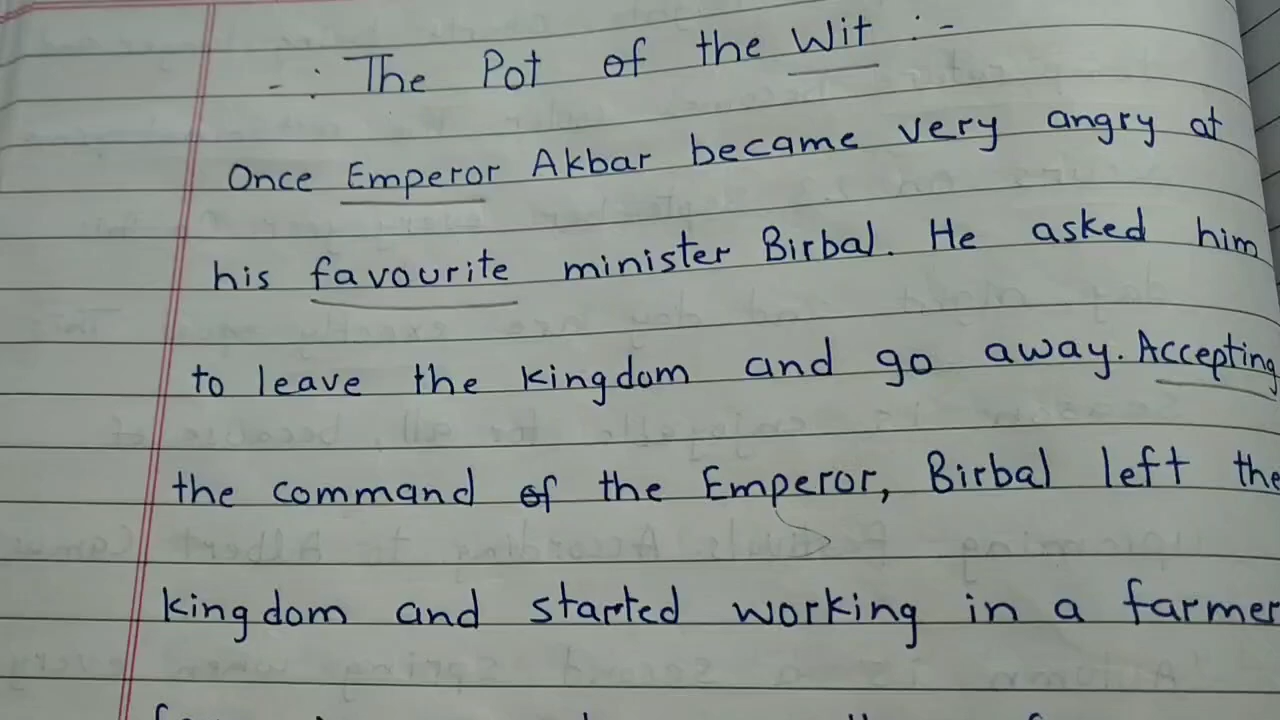 -: The Pot of the Wit :-
Once Emperor Akbar became very angry at
his favourite minister Birbal. He asked him
to leave the kingdom and go away. Accepting
the command of the Emperor, Birbal left the
kingdom and started working in a farmer